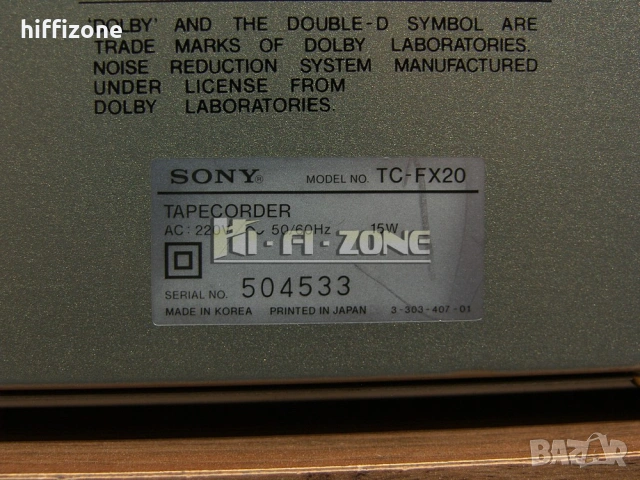 hiffizone
'DOLBY' AND THE DOUBLE-D SYMBOL ARE
TRADE MARKS OF DOLBY LABORATORIES.
NOISE REDUCTION SYSTEM MANUFACTURED
UNDER LICENSE FROM
DOLBY LABORATORIES.
SONY® MODEL NO. TC-FX20
TAPECORDER
AC: 220V ~ 50/60Hz 15W
Hi-Fi-ZONE
SERIAL NO. 504533
MADE IN KOREA PRINTED IN JAPAN 3-303-407-01
BAZAR